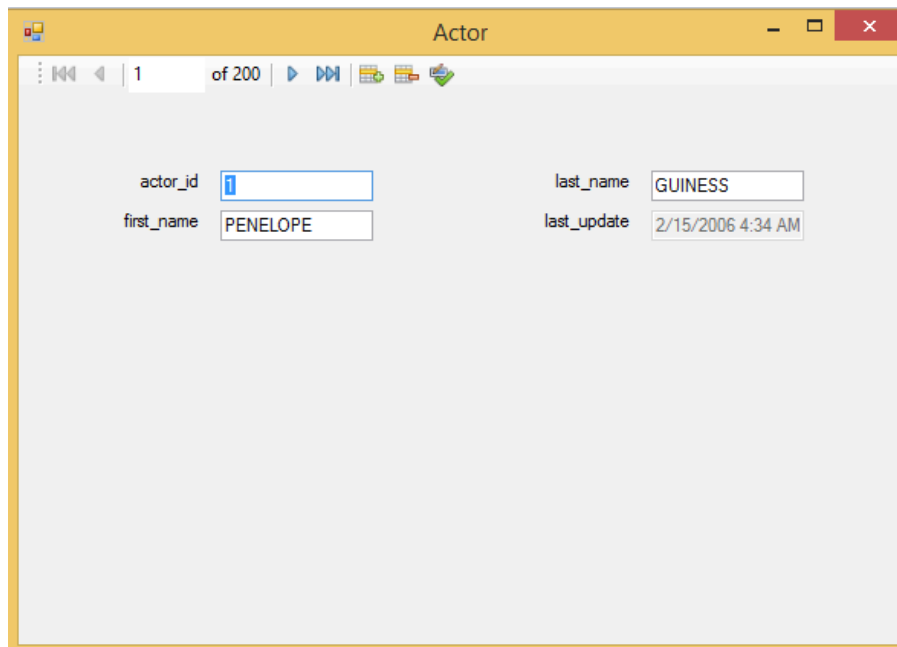 Actor
1 of 200
actor_id 1 last_name GUINESS
first_name PENELOPE last_update 2/15/2006 4:34 AM